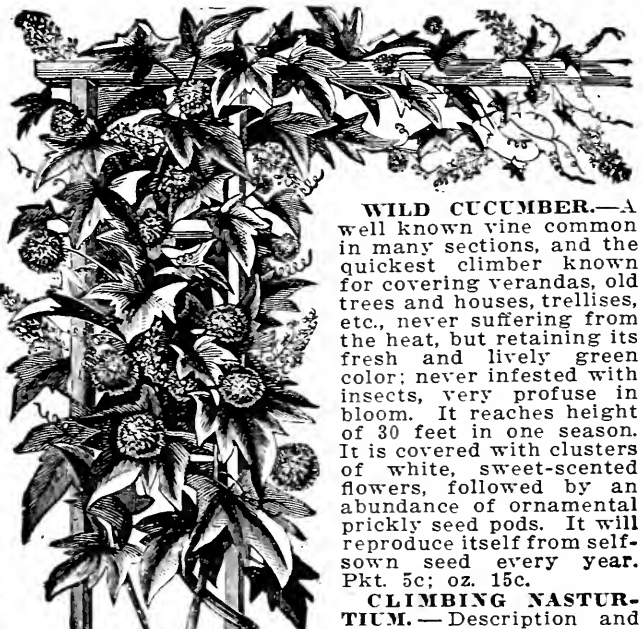 WILD CUCUMBER.—A
well known vine common
in many sections, and the
quickest climber known
for covering verandas, old
trees and houses, trellises,
etc., never suffering from
the heat, but retaining its
fresh and lively green
color; never infested with
insects, very profuse in
bloom. It reaches height
of 30 feet in one season.
It is covered with clusters
of white, sweet-scented
flowers, followed by an
abundance of ornamental
prickly seed pods. It will
reproduce itself from self-
sown seed every year.
Pkt. 5c; oz. 15c.
CLIMBING NASTUR-
TIUM.—Description and